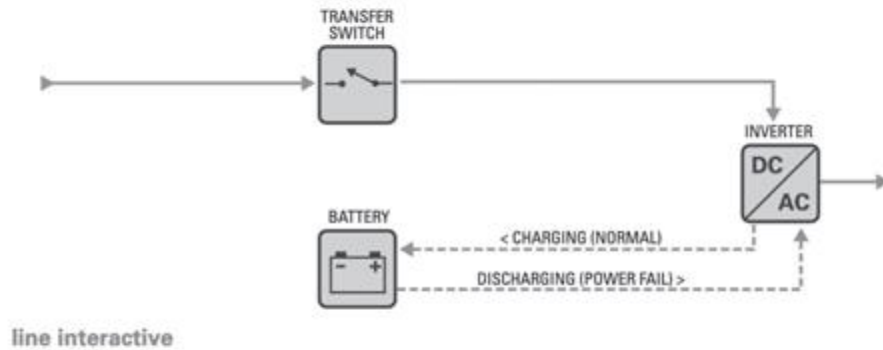 TRANSFER
SWITCH
INVERTER
DC
AC
BATTERY
< CHARGING (NORMAL)
- +
DISCHARGING (POWER FAIL) >
line interactive